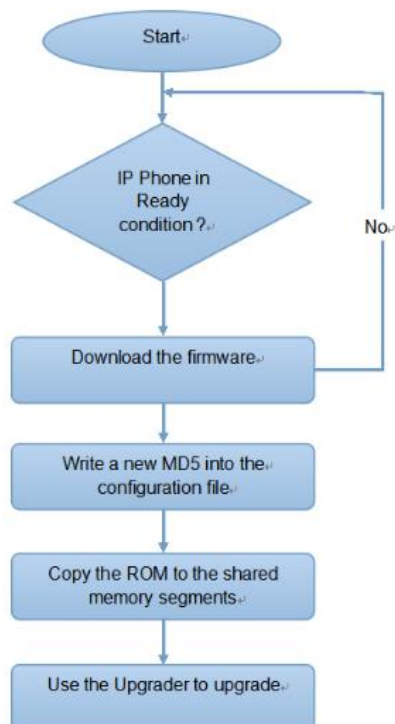 Start
IP Phone in
Ready
condition ?
No
Download the firmware
Write a new MD5 into the
configuration file
Copy the ROM to the shared
memory segments
Use the Upgrader to upgrade